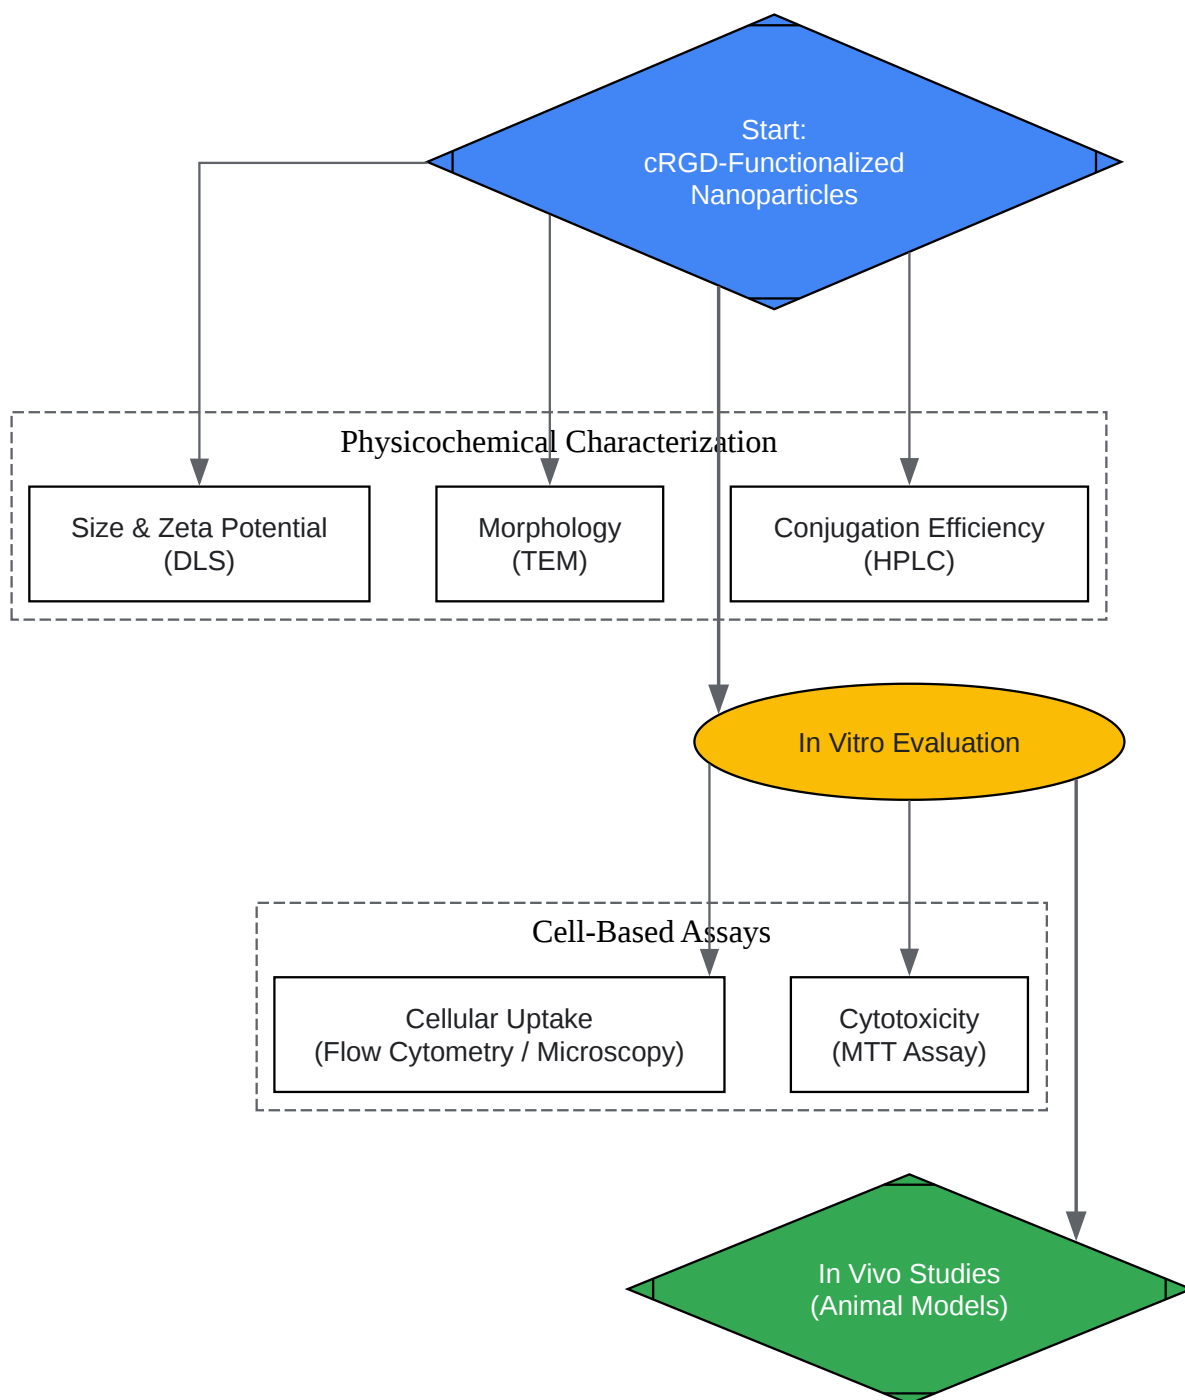 Start:
cRGD-Functionalized
Nanoparticles
Physicochemical Characterization
Size & Zeta Potential
(DLS)
Morphology
(TEM)
Conjugation Efficiency
(HPLC)
In Vitro Evaluation
Cell-Based Assays
Cellular Uptake
(Flow Cytometry / Microscopy)
Cytotoxicity
(MTT Assay)
In Vivo Studies
(Animal Models)